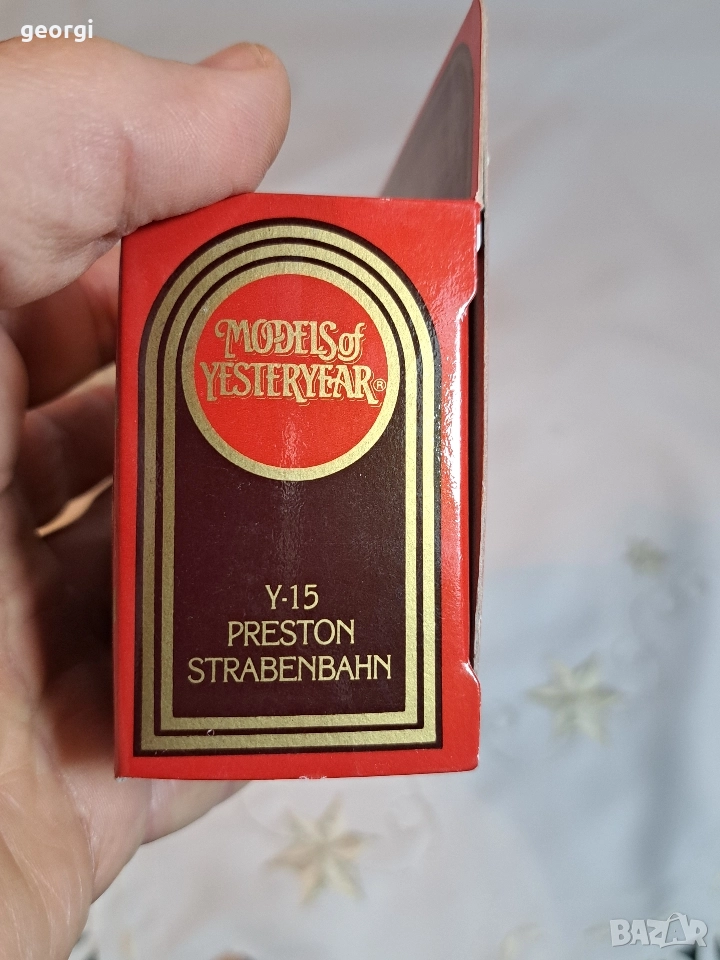 georgi
MODELS of
YESTERYEAR®
Y-15
PRESTON
STRABENBAHN
BAZAR